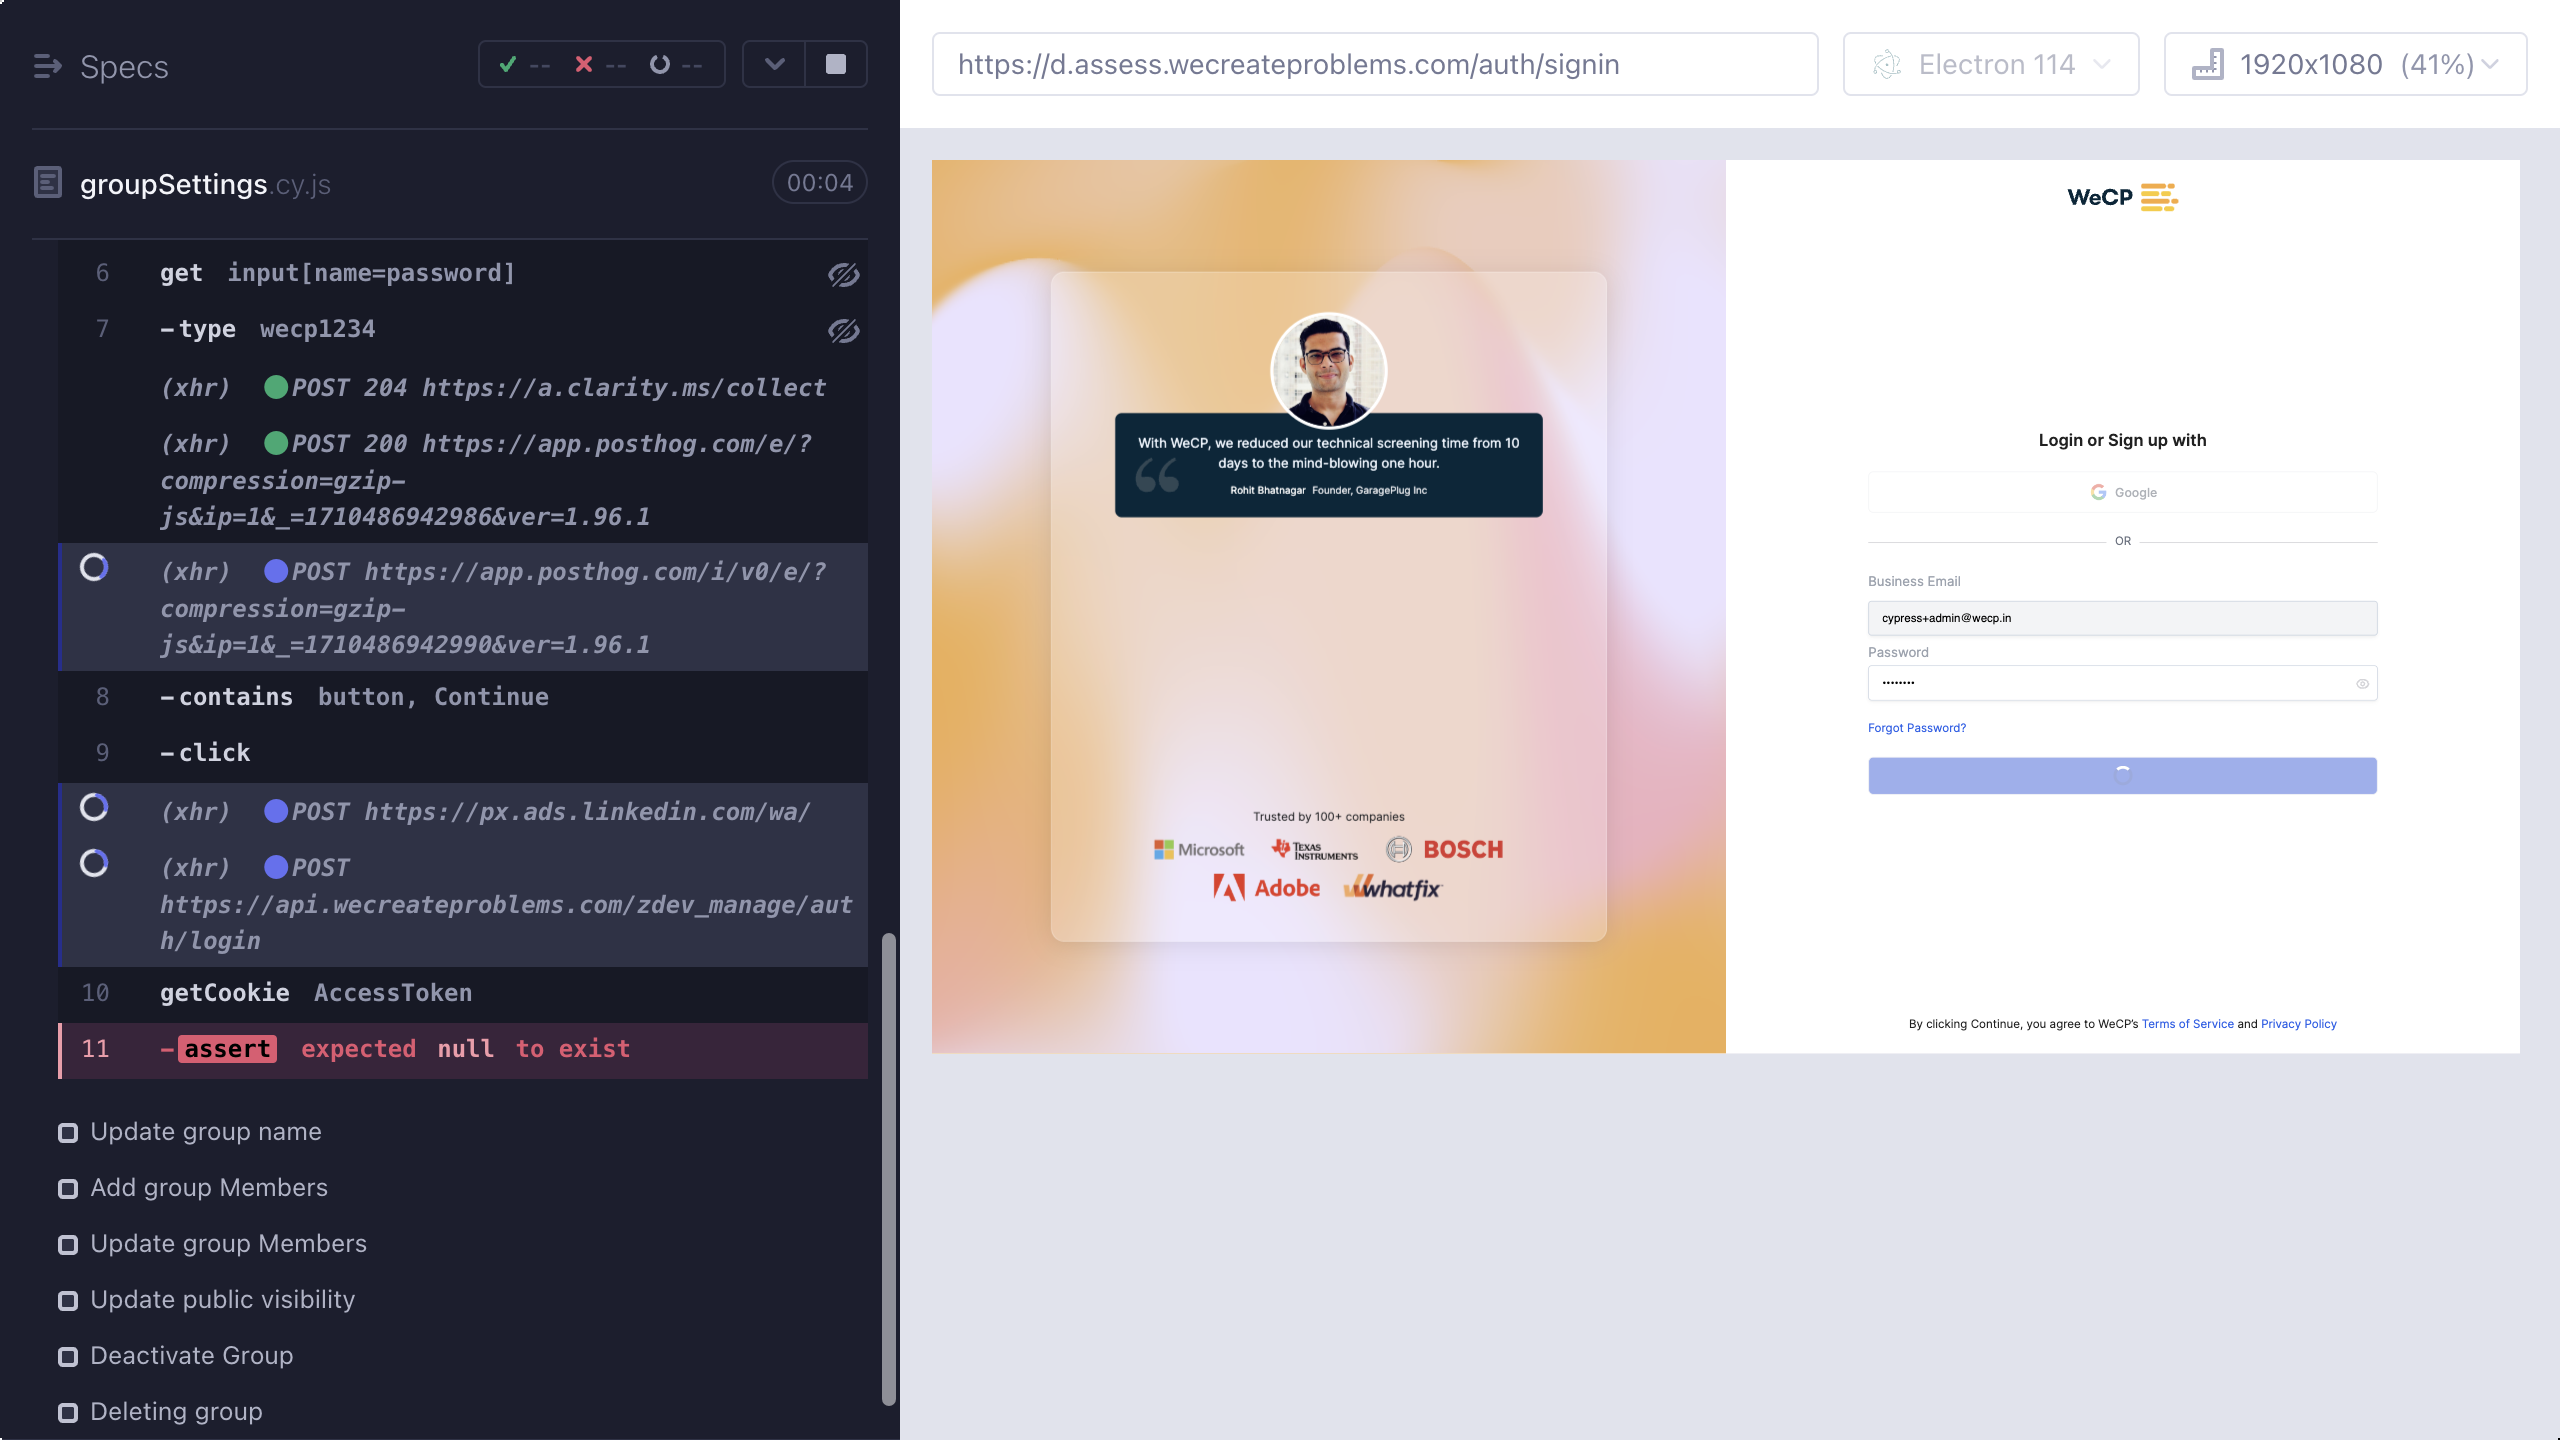 Specs
-- -- --
groupSettings.cy.js 00:04
6 get input[name=password]
7 -type wecp1234
(xhr) POST 204 https://a.clarity.ms/collect
(xhr) POST 200 https://app.posthog.com/e/?
compression=gzip-
js&ip=1&_=1710486942986&ver=1.96.1
(xhr) POST https://app.posthog.com/i/v0/e/?
compression=gzip-
js&ip=1&_=1710486942990&ver=1.96.1
8 -contains button, Continue
9 -click
(xhr) POST https://px.ads.linkedin.com/wa/
(xhr) POST
https://api.wecreateproblems.com/zdev_manage/aut
h/login
10 getCookie AccessToken
11 -assert expected null to exist
Update group name
Add group Members
Update group Members
Update public visibility
Deactivate Group
Deleting group
https://d.assess.wecreateproblems.com/auth/signin
Electron 114
1920x1080 (41%)
With WeCP, we reduced our technical screening time from 10
days to the mind-blowing one hour.
Rohit Bhatnagar Founder, GaragePlug Inc
Trusted by 100+ companies
Microsoft
TEXAS
INSTRUMENTS
BOSCH
Adobe
whatfix
WeCP
Login or Sign up with
Google
OR
Business Email
cypress+admin@wecp.in
Password
••••••••
Forgot Password?
By clicking Continue, you agree to WeCP's Terms of Service and Privacy Policy